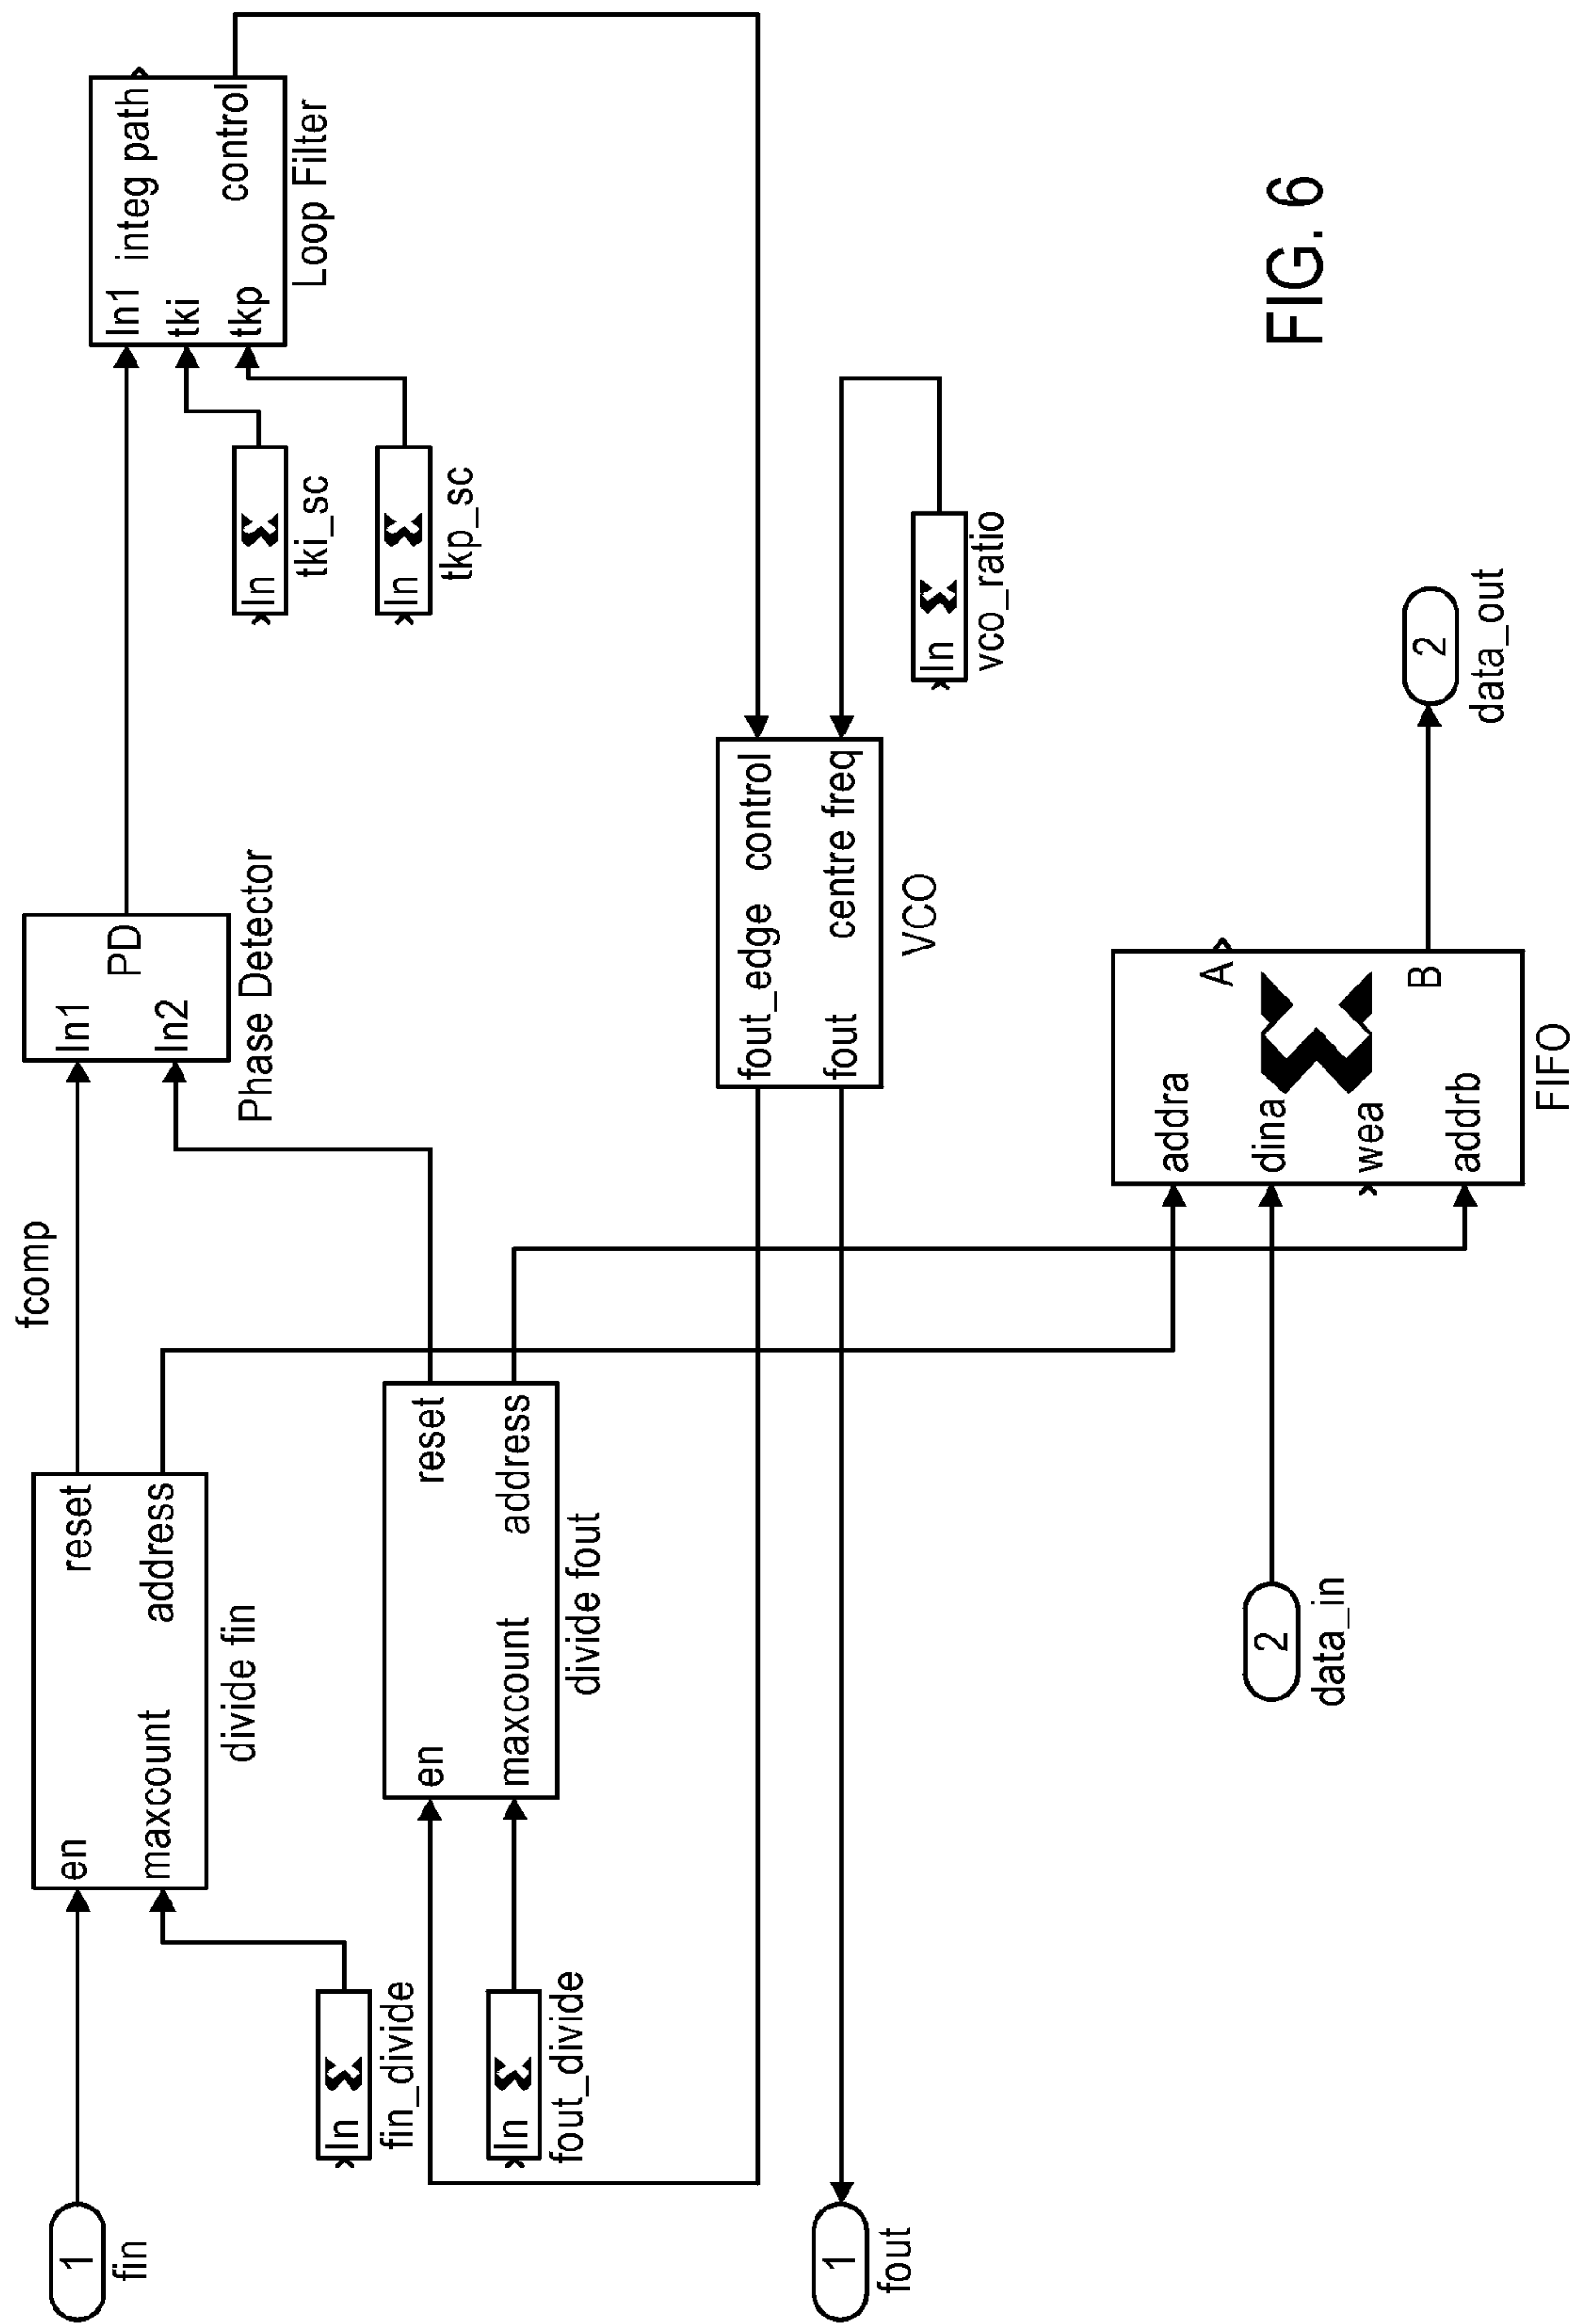 1
fin
In
fin_divide
In
fout_divide
en reset
maxcount address
divide fin
en reset
maxcount address
divide fout
fcomp
In1
PD
In2
Phase Detector
In1 integ path
tki
tkp control
Loop Filter
In
tki_sc
In
tkp_sc
fout_edge control
fout centre freq
VCO
In
vco_ratio
1
fout
2
data_in
addra A
dina
wea
addrb B
FIFO
2
data_out
FIG. 6